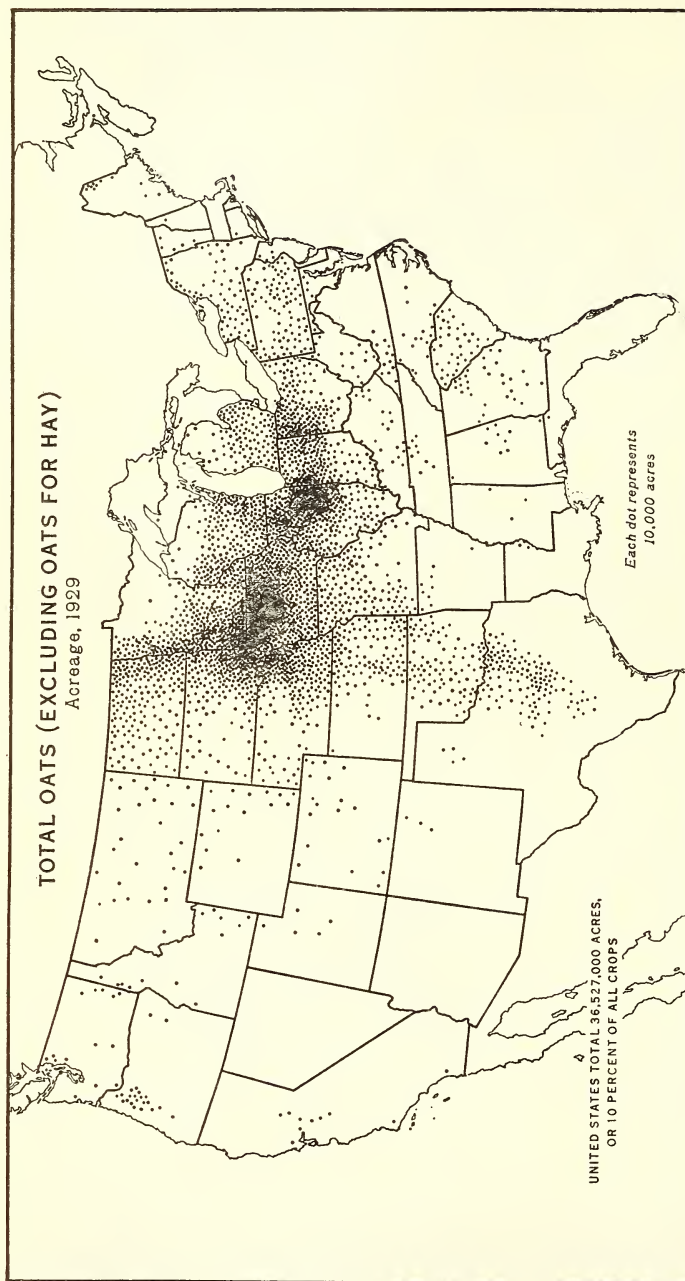 TOTAL OATS (EXCLUDING OATS FOR HAY)
Acreage, 1929
Each dot represents
10,000 acres
UNITED STATES TOTAL 36,527,000 ACRES,
OR 10 PERCENT OF ALL CROPS